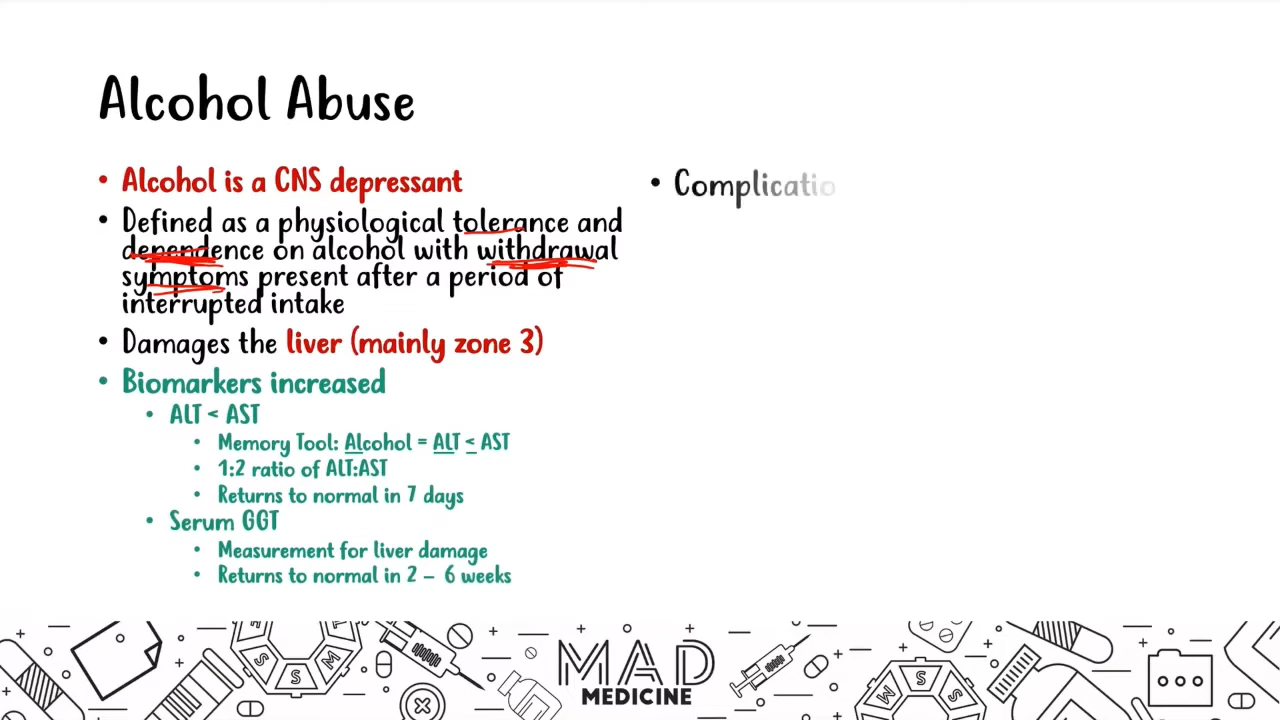 Alcohol Abuse
• Alcohol is a CNS depressant
• Defined as a physiological tolerance and
dependence on alcohol with withdrawal
symptoms present after a period of
interrupted intake
• Damages the liver (mainly zone 3)
• Biomarkers increased
• ALT < AST
• Memory Tool: Alcohol = ALT < AST
• 1:2 ratio of ALT:AST
• Returns to normal in 7 days
• Serum GGT
• Measurement for liver damage
• Returns to normal in 2 – 6 weeks
• Complicatio
S S M
MAD
MEDICINE
M S S